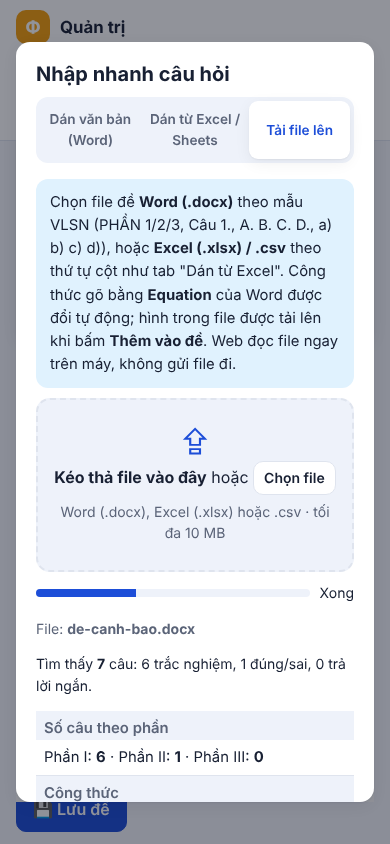 Φ Quản trị
Nhập nhanh câu hỏi
Dán văn bản
(Word)
Dán từ Excel /
Sheets
Tải file lên
Chọn file đề Word (.docx) theo mẫu
VLSN (PHẦN 1/2/3, Câu 1., A. B. C. D., a)
b) c) d)), hoặc Excel (.xlsx) / .csv theo
thứ tự cột như tab "Dán từ Excel". Công
thức gõ bằng Equation của Word được
đổi tự động; hình trong file được tải lên
khi bấm Thêm vào đề. Web đọc file ngay
trên máy, không gửi file đi.
Kéo thả file vào đây hoặc Chọn file
Word (.docx), Excel (.xlsx) hoặc .csv · tối
đa 10 MB
Xong
File: de-canh-bao.docx
Tìm thấy 7 câu: 6 trắc nghiệm, 1 đúng/sai, 0 trả
lời ngắn.
Số câu theo phần
Phần I: 6 · Phần II: 1 · Phần III: 0
Công thức
Lưu đề